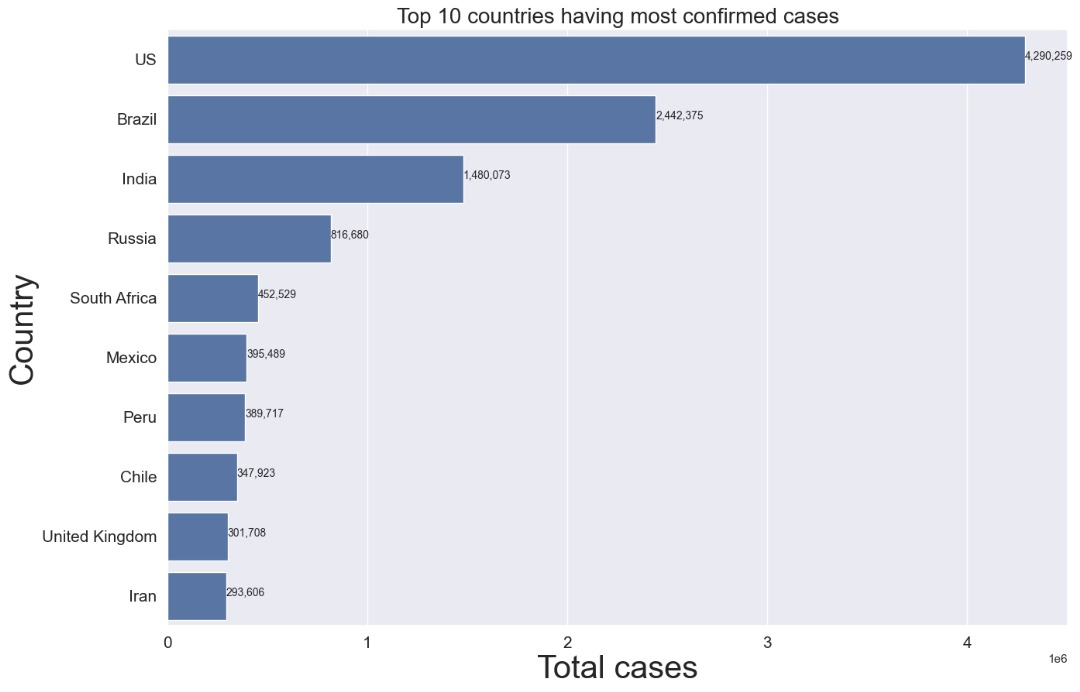 Top 10 countries having most confirmed cases
Country
US
4,290,259
Brazil
2,442,375
India
1,480,073
Russia
816,680
South Africa
452,529
Mexico
395,489
Peru
389,717
Chile
347,923
United Kingdom
301,708
Iran
293,606
0 1 2 3 4
1e6
Total cases